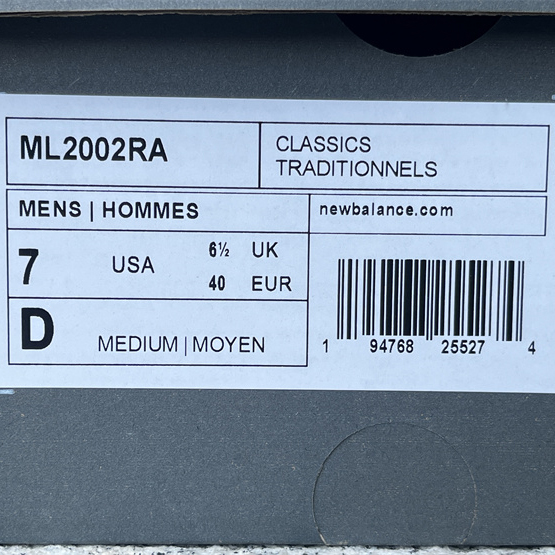 ML2002RA
CLASSICS
TRADITIONNELS
MENS | HOMMES
newbalance.com
7 USA 6½ UK
40 EUR
D MEDIUM | MOYEN
1 94768 25527 4